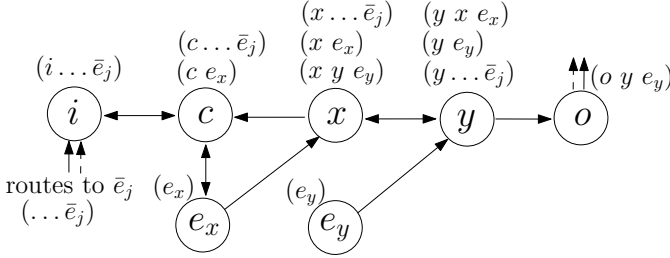 (x … ē_j) (y x e_x)
(c … ē_j) (x e_x) (y e_y)
(i … ē_j) (c e_x) (x y e_y) (y … ē_j) (o y e_y)
i c x y o
routes to ē_j (e_x) (e_y)
(… ē_j)
e_x e_y